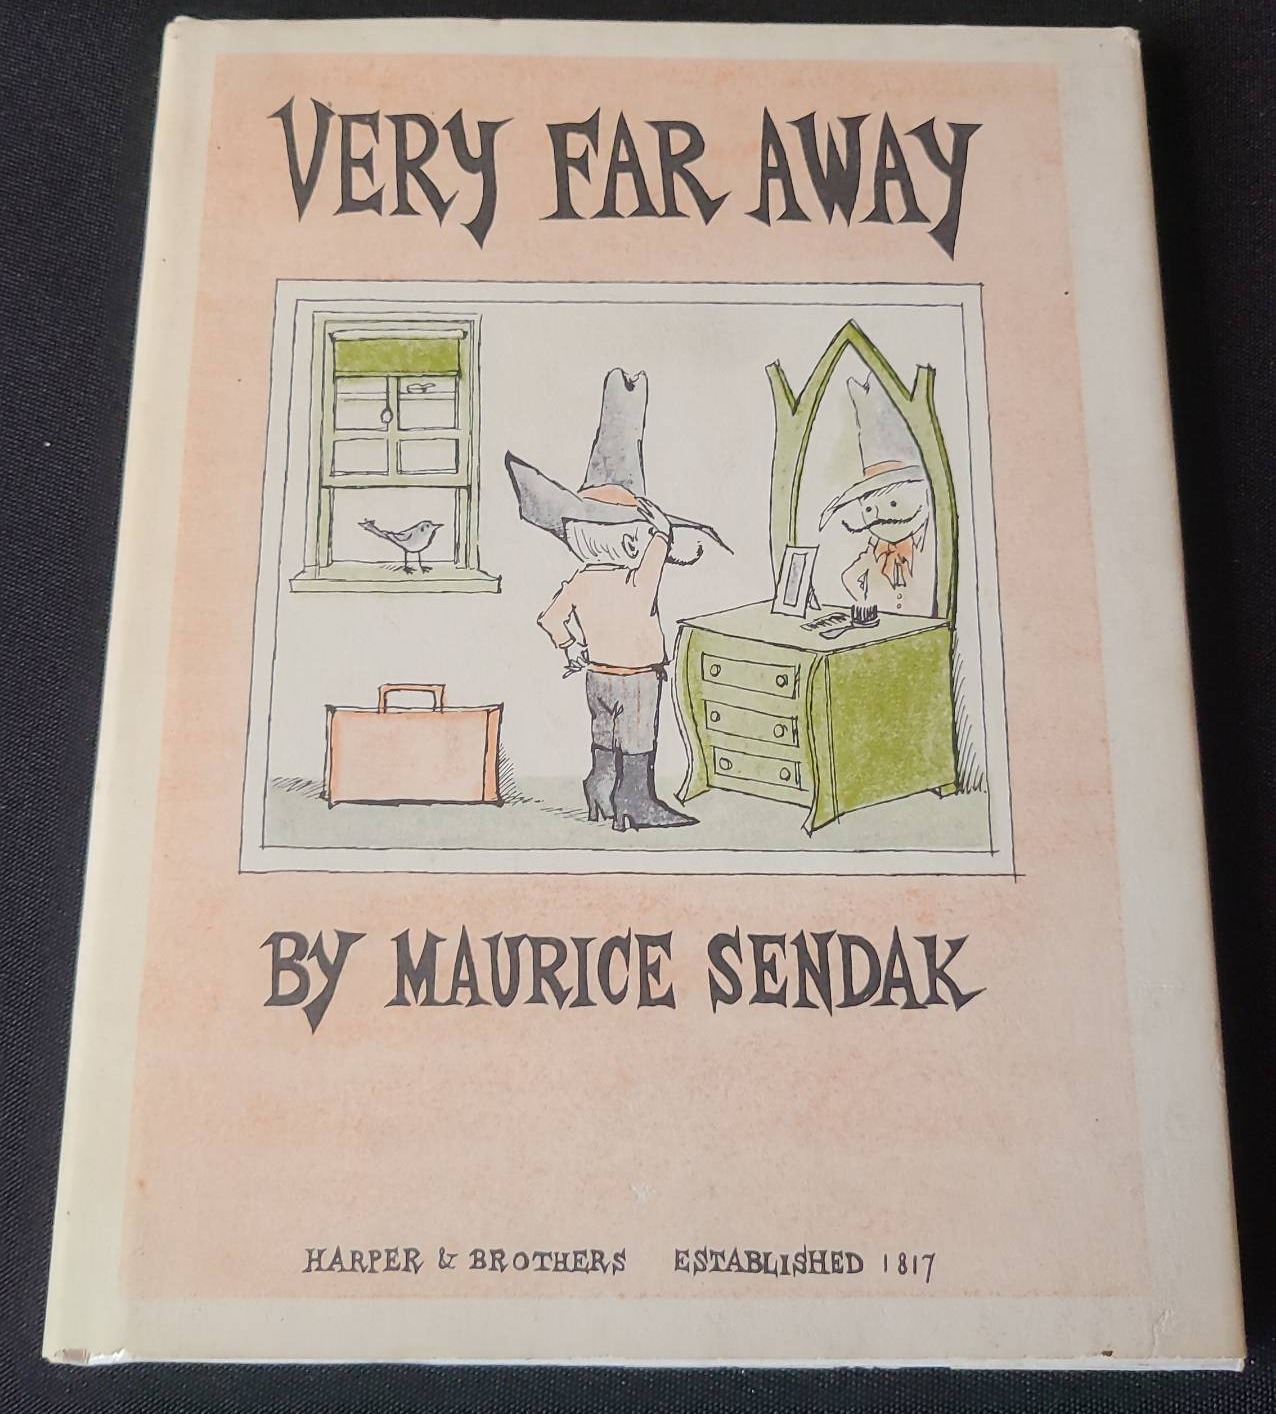 VERY FAR AWAY
BY MAURICE SENDAK
HARPER & BROTHERS ESTABLISHED 1817